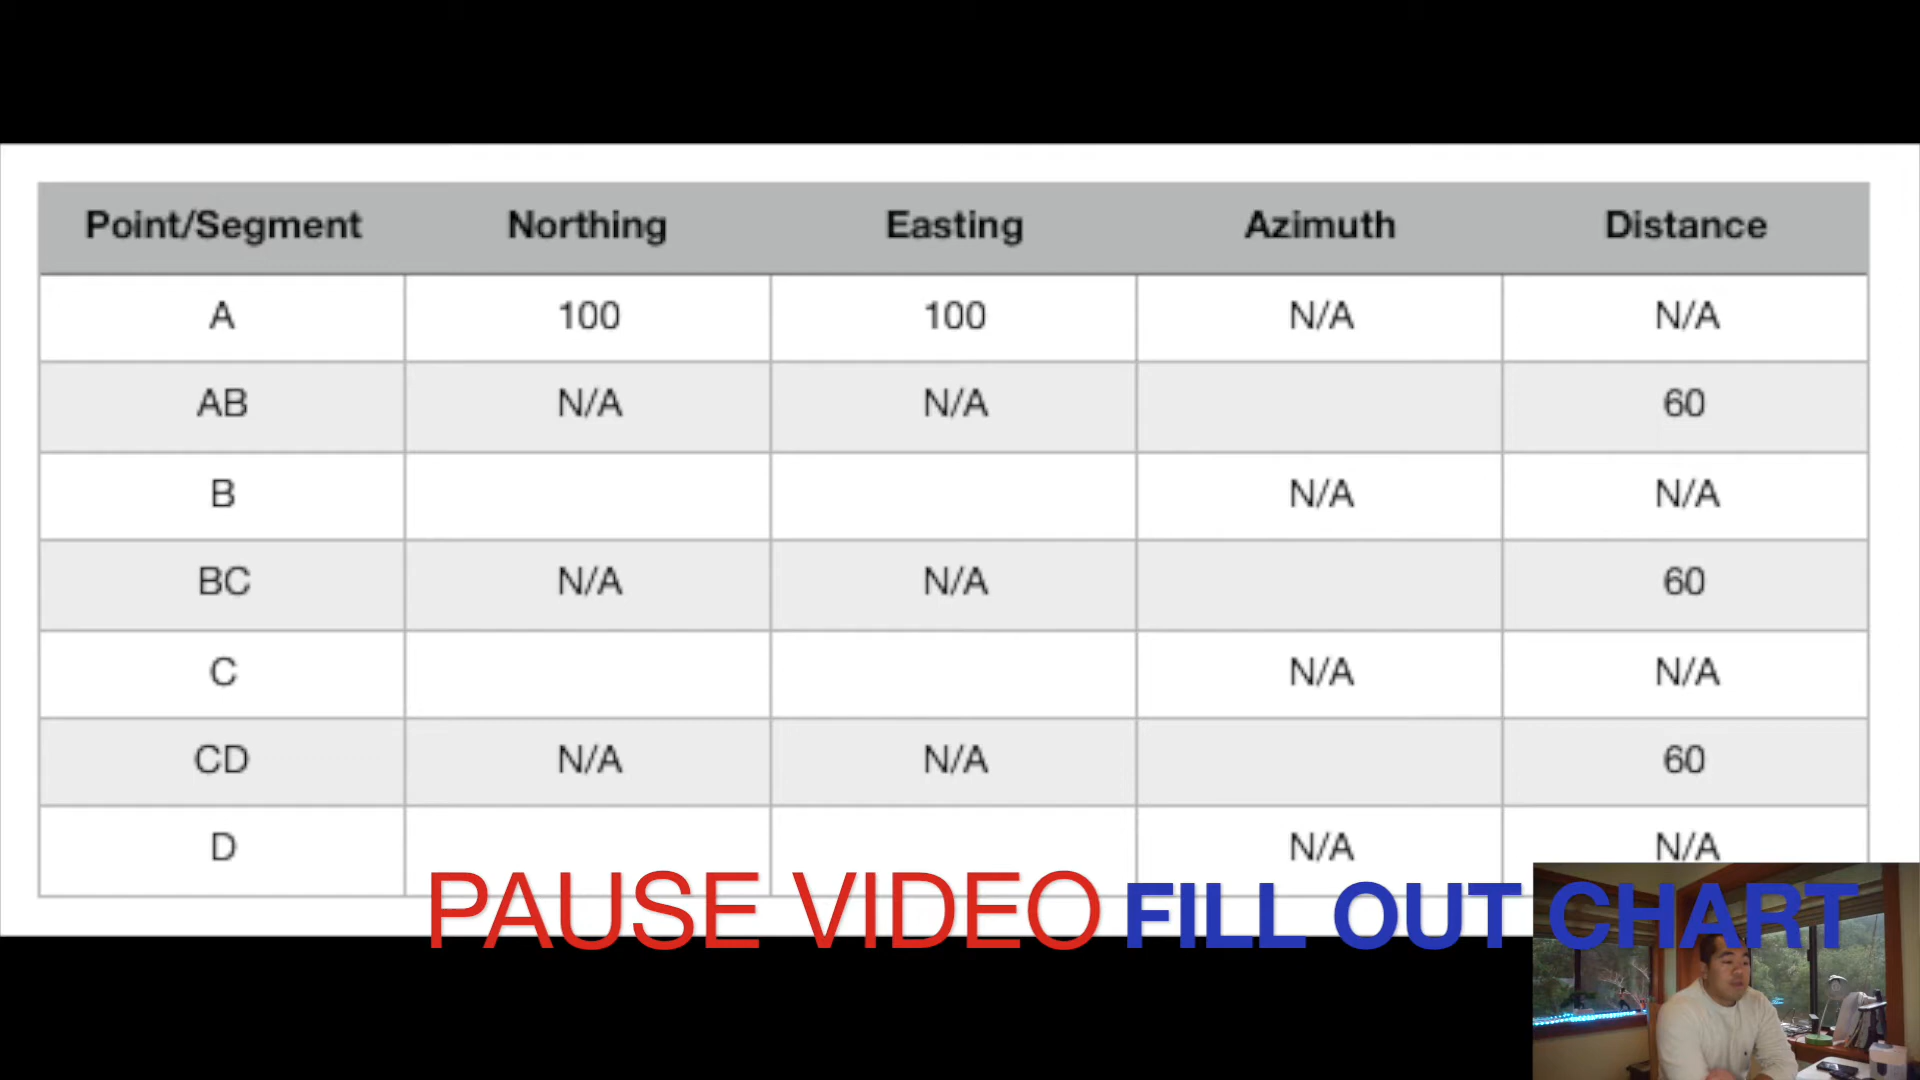 Point/Segment Northing Easting Azimuth Distance
A 100 100 N/A N/A
AB N/A N/A 60
B N/A N/A
BC N/A N/A 60
C N/A N/A
CD N/A N/A 60
D N/A N/A
PAUSE VIDEO FILL OUT CHART